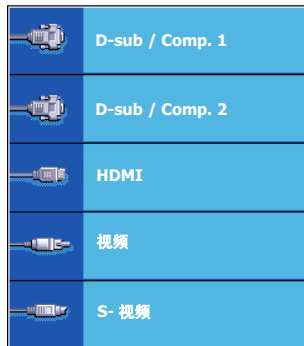 D-sub / Comp. 1
D-sub / Comp. 2
HDMI
视频
S- 视频